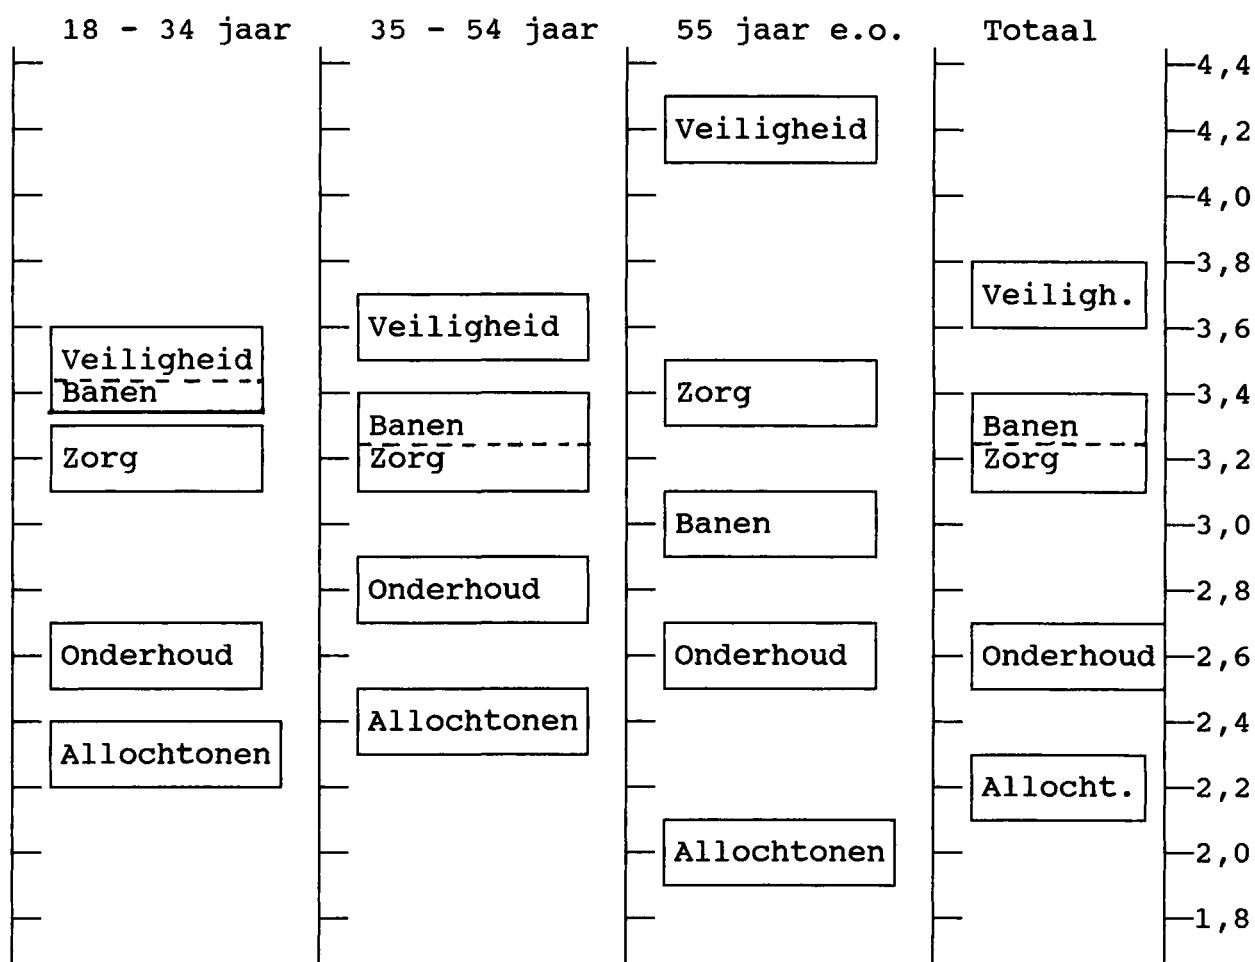 18 - 34 jaar 35 - 54 jaar 55 jaar e.o. Totaal
4,4
Veiligheid 4,2
4,0
3,8
Veiligh.
Veiligheid 3,6
Veiligheid
Banen Zorg 3,4
Banen Banen
Zorg Zorg Zorg 3,2
Banen 3,0
Onderhoud 2,8
Onderhoud Onderhoud Onderhoud 2,6
Allochtonen 2,4
Allochtonen
Allocht. 2,2
Allochtonen 2,0
1,8